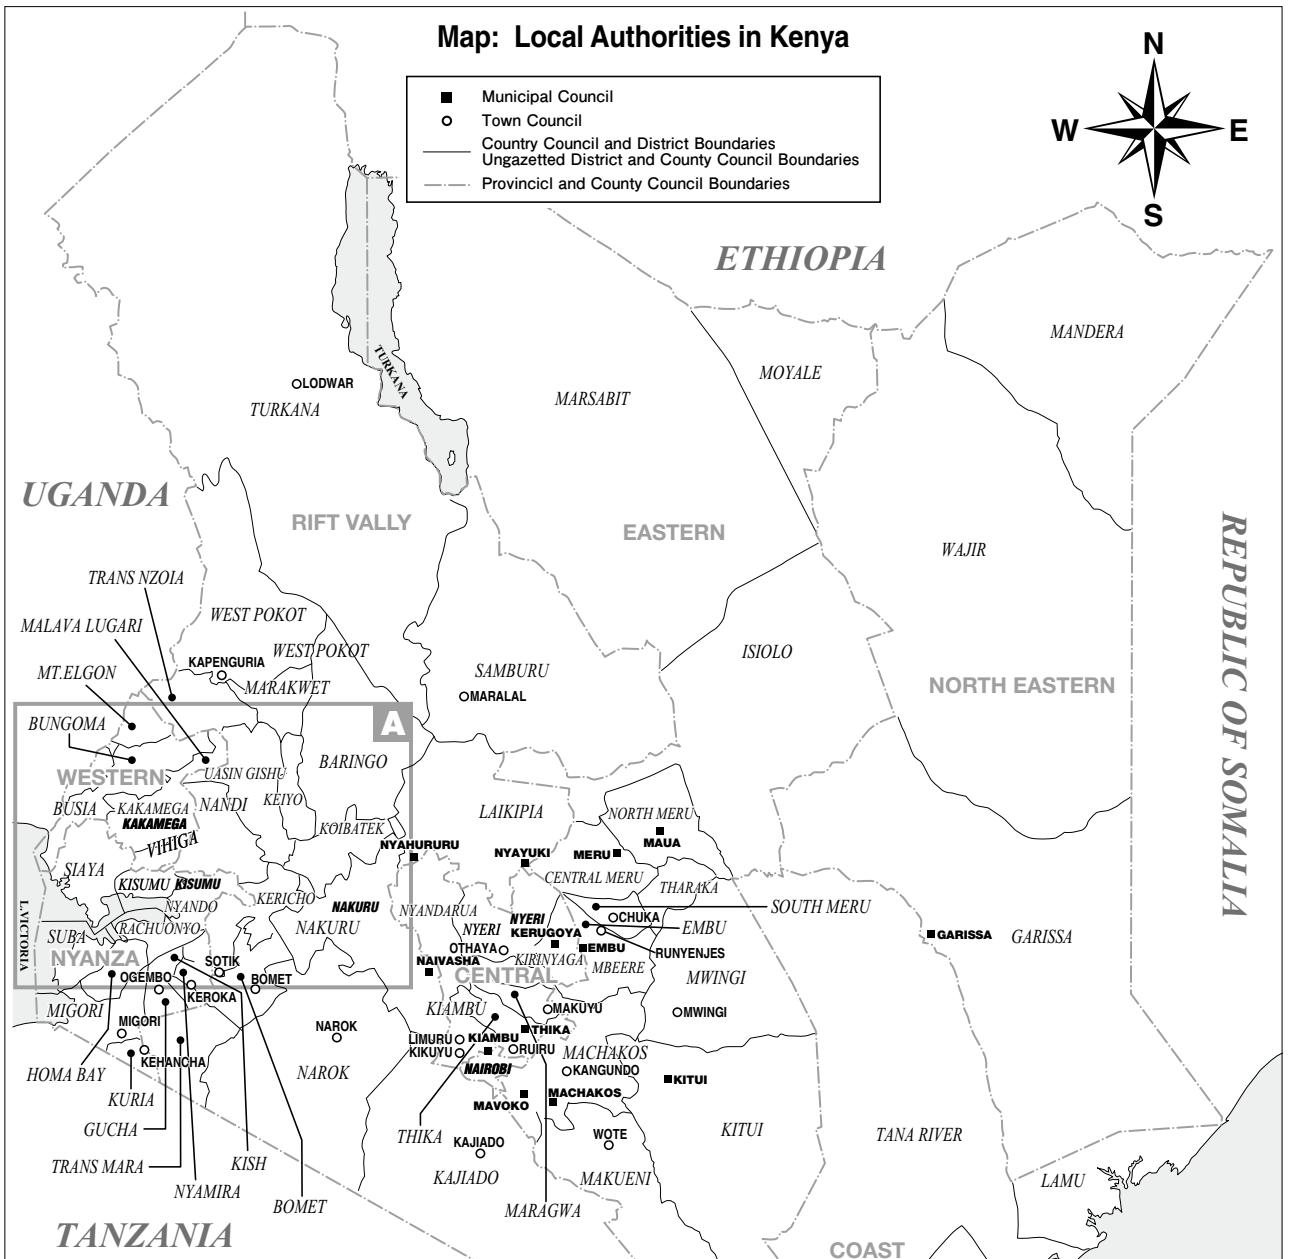 Map: Local Authorities in Kenya
N
W
E
S
Municipal Council
Town Council
Country Council and District Boundaries
Ungazetted District and County Council Boundaries
Provincicl and County Council Boundaries
ETHIOPIA
MANDERA
MOYALE
TURKANA
LODWAR
TURKANA
MARSABIT
UGANDA
RIFT VALLY
EASTERN
WAJIR
REPUBLIC OF SOMALIA
TRANS NZOIA
WEST POKOT
MALAVA LUGARI
WEST POKOT
ISIOLO
KAPENGURIA
MT.ELGON
SAMBURU
MARAKWET
NORTH EASTERN
MARALAL
BUNGOMA
A
WESTERN
BARINGO
UASIN GISHU
BUSIA
KAKAMEGA
NANDI
KEIYO
LAIKIPIA
NORTH MERU
KAKAMEGA
KOIBATEK
MAUA
VIHIGA
NYAHURURU
NYAYUKI
MERU
SIAYA
CENTRAL MERU
KISUMU
KISUMU
THARAKA
L.VICTORIA
NYANDO
KERICHO
NAKURU
NYANDARUA
SOUTH MERU
NYERI
CHUKA
RACHUONYO
NAKURU
NYERI
KERUGOYA
EMBU
GARISSA
GARISSA
SUBA
OTHAYA
EMBU
RUNYENJES
NYANZA
SOTIK
NAIVASHA
KIRINYAGA
MBEERE
MWINGI
OGEMBO
BOMET
CENTRAL
KEROKA
MIGORI
KIAMBU
MAKUYU
MWINGI
MIGORI
NAROK
THIKA
LIMURU
KIAMBU
KIKUYU
RUIRU
MACHAKOS
KEHANCHA
NAIROBI
KANGUNDO
HOMA BAY
NAROK
KITUI
KURIA
MAVOKO
MACHAKOS
GUCHA
THIKA
KAJIADO
WOTE
KITUI
TANA RIVER
TRANS MARA
KISH
KAJIADO
MAKUENI
LAMU
NYAMIRA
BOMET
MARAGWA
TANZANIA
COAST